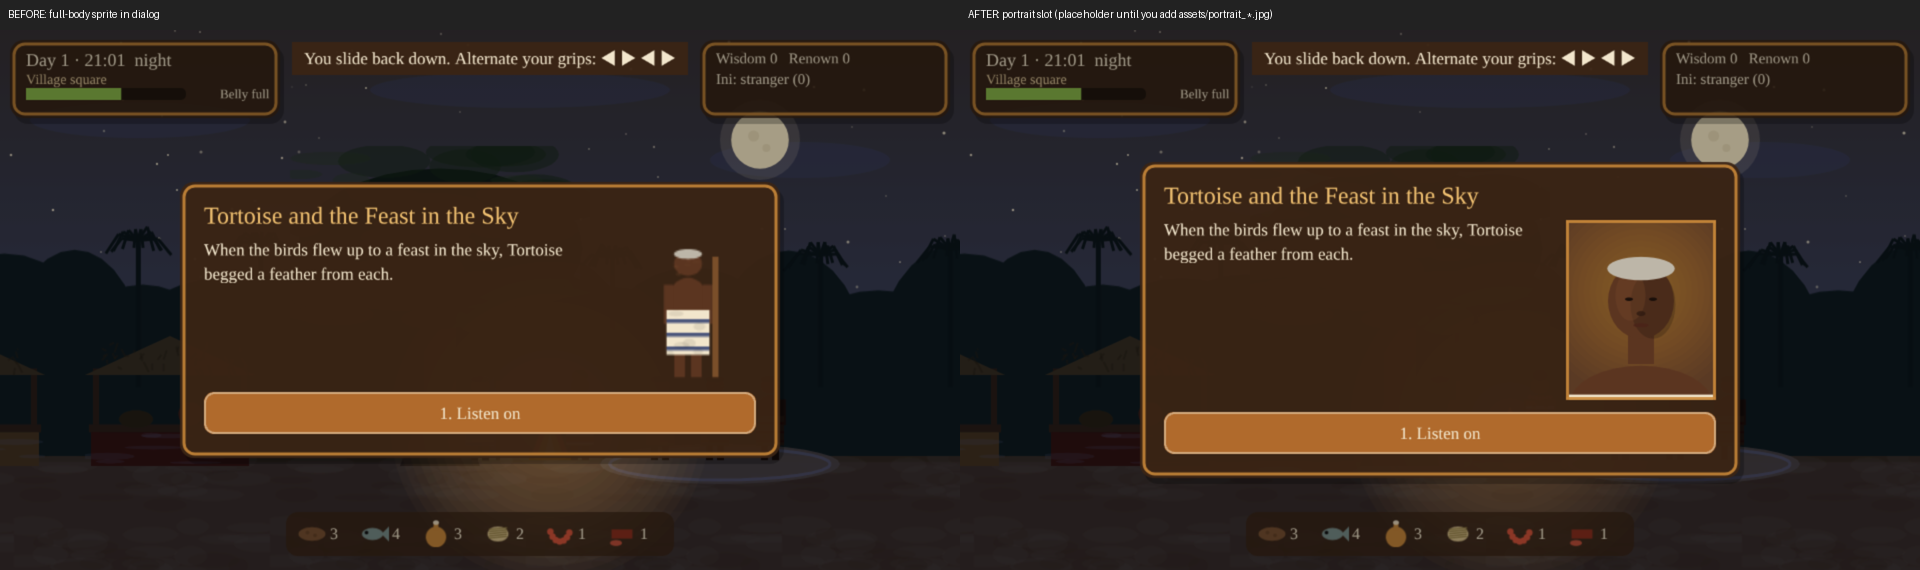 BEFORE: full-body sprite in dialog
Day 1 · 21:01 night
Village square
Belly full
You slide back down. Alternate your grips: ◀ ▶ ◀ ▶
Wisdom 0 Renown 0
Ini: stranger (0)
Tortoise and the Feast in the Sky
When the birds flew up to a feast in the sky, Tortoise
begged a feather from each.
1. Listen on
3 4 3 2 1 1
AFTER: portrait slot (placeholder until you add assets/portrait_*.jpg)
Day 1 · 21:01 night
Village square
Belly full
You slide back down. Alternate your grips: ◀ ▶ ◀ ▶
Wisdom 0 Renown 0
Ini: stranger (0)
Tortoise and the Feast in the Sky
When the birds flew up to a feast in the sky, Tortoise
begged a feather from each.
1. Listen on
3 4 3 2 1 1